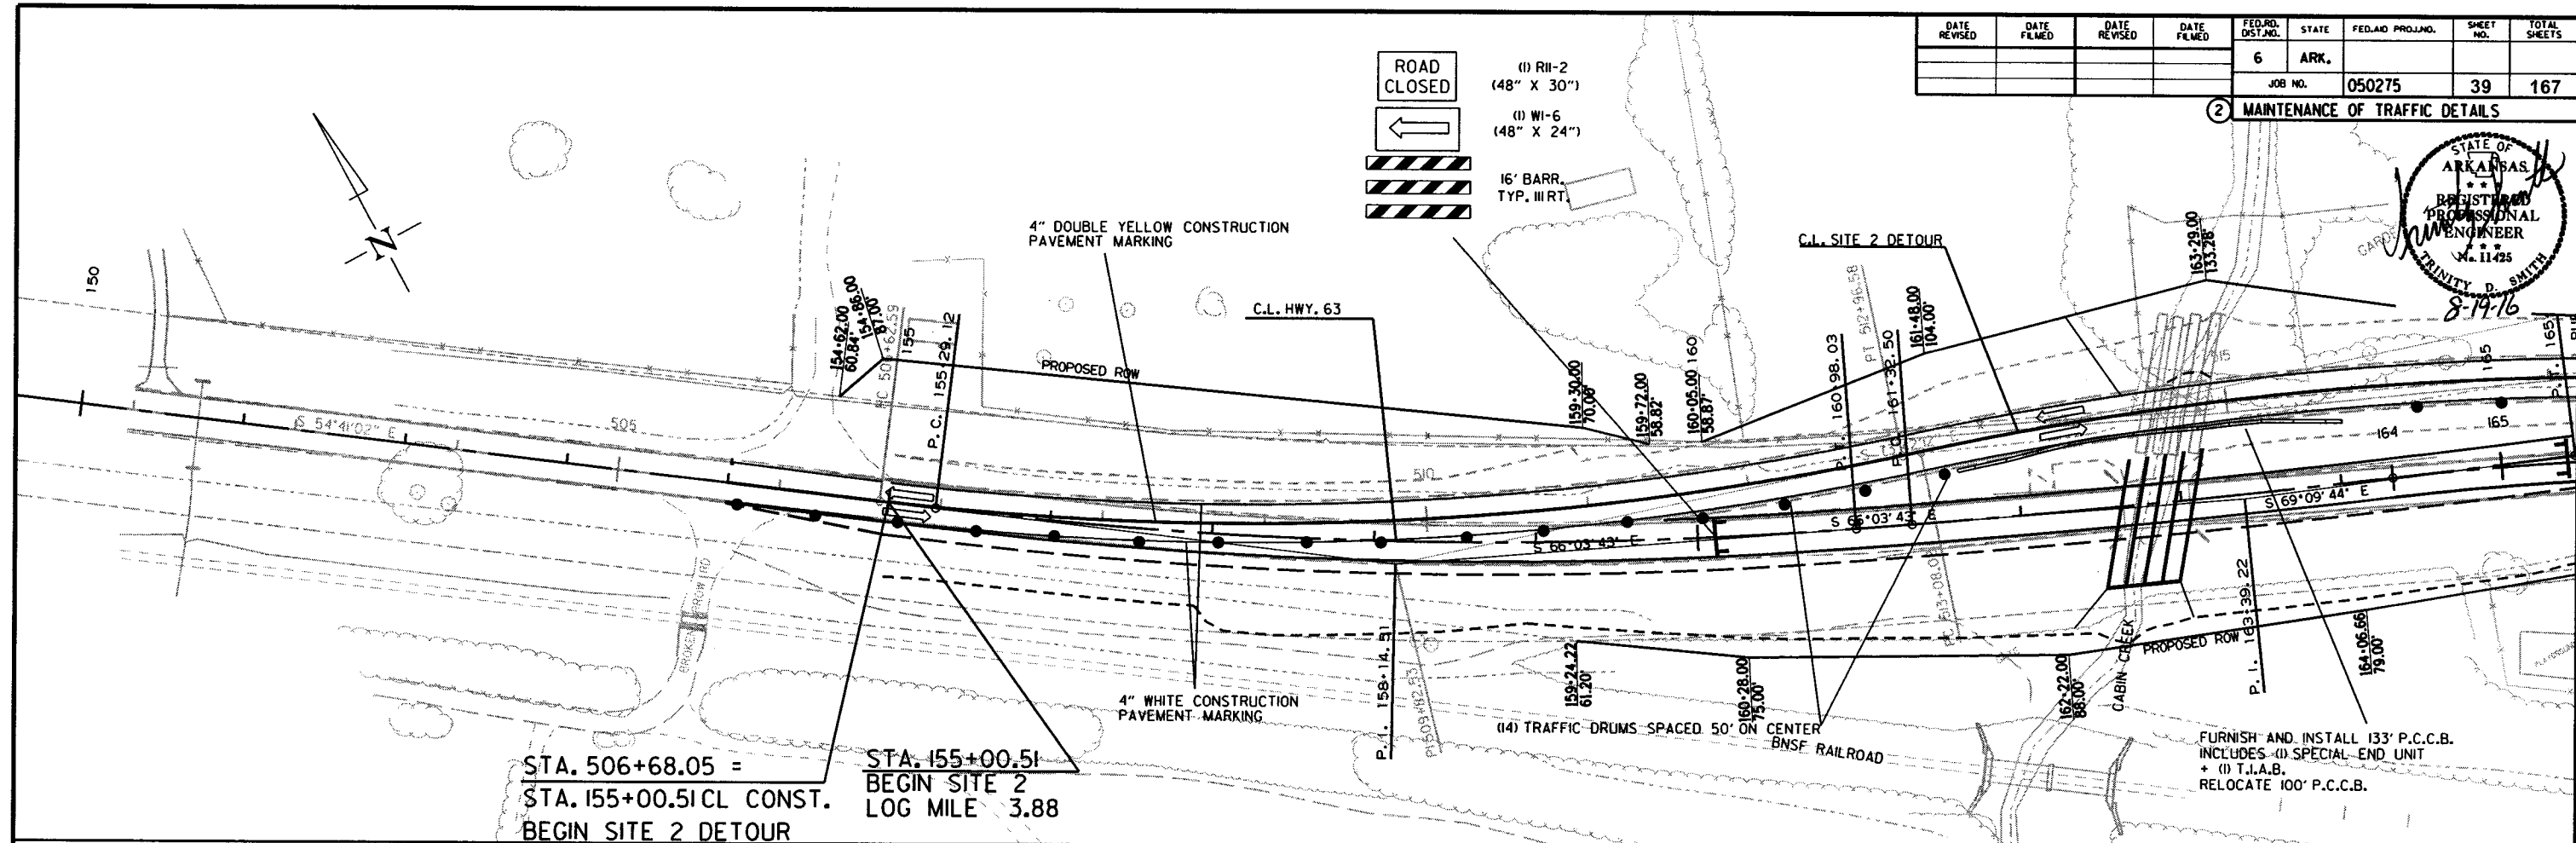 DATE REVISED
DATE FILMED
DATE REVISED
DATE FILMED
FED.RD. DIST.NO.
STATE
FED.AID PROJ.NO.
SHEET NO.
TOTAL SHEETS
6
ARK.
JOB NO.
050275
39
167
2 MAINTENANCE OF TRAFFIC DETAILS
STATE OF
ARKANSAS
REGISTERED
PROFESSIONAL
ENGINEER
No. 11425
TRINITY D. SMITH
8-19-16
ROAD
CLOSED
(1) R11-2
(48" X 30")
(1) W1-6
(48" X 24")
16' BARR.
TYP. III RT.
4" DOUBLE YELLOW CONSTRUCTION
PAVEMENT MARKING
C.L. HWY. 63
C.L. SITE 2 DETOUR
N
150
154+62.00
60.84'
154+86.00
87.00'
155
P.C. 155+29.12
PROPOSED ROW
159+30.00
70.00'
159+72.00
58.82'
160+05.00
58.87'
160
P.T. 160+98.03
PT 512+96.58
161+32.50
161+48.00
104.00'
163+29.00
133.28'
165
165
515
S 54°41'02" E
505
510
164
165
S 66°03'43" E
S 66°03'43" E
S 69°09'44" E
BROKEN CROW RD
P.I. 158+14.51
159+24.22
61.20'
160+28.00
75.00'
162+22.00
88.00'
CABIN CREEK
PROPOSED ROW
P.I. 163+39.22
164+06.66
79.00'
4" WHITE CONSTRUCTION
PAVEMENT MARKING
(14) TRAFFIC DRUMS SPACED 50' ON CENTER
BNSF RAILROAD
FURNISH AND INSTALL 133' P.C.C.B.
INCLUDES (1) SPECIAL END UNIT
+ (1) T.I.A.B.
RELOCATE 100' P.C.C.B.
STA. 506+68.05 =
STA. 155+00.51 CL CONST.
BEGIN SITE 2 DETOUR
STA. 155+00.51
BEGIN SITE 2
LOG MILE 3.88